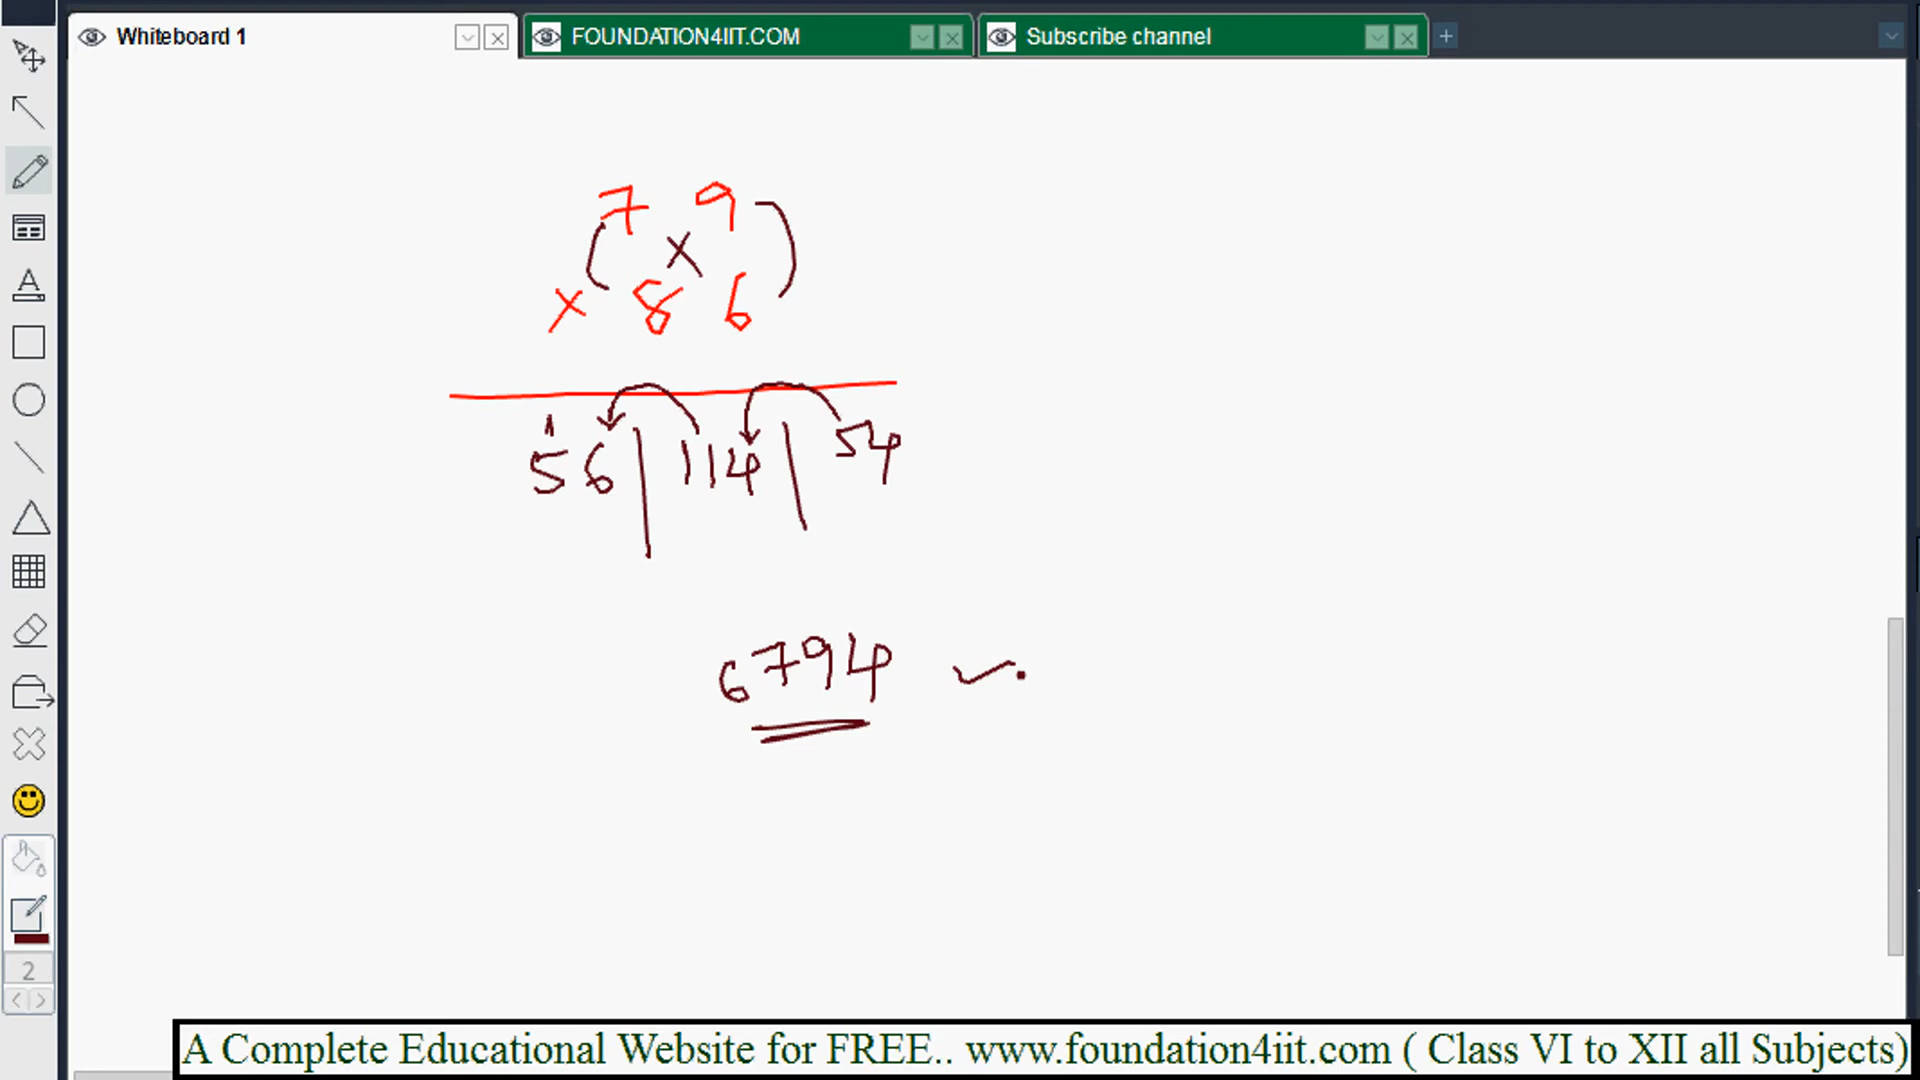 Whiteboard 1 FOUNDATION4IIT.COM Subscribe channel
7 9
×
× 8 6
1
56 | 114 | 54
6794
2
A Complete Educational Website for FREE.. www.foundation4iit.com ( Class VI to XII all Subjects)